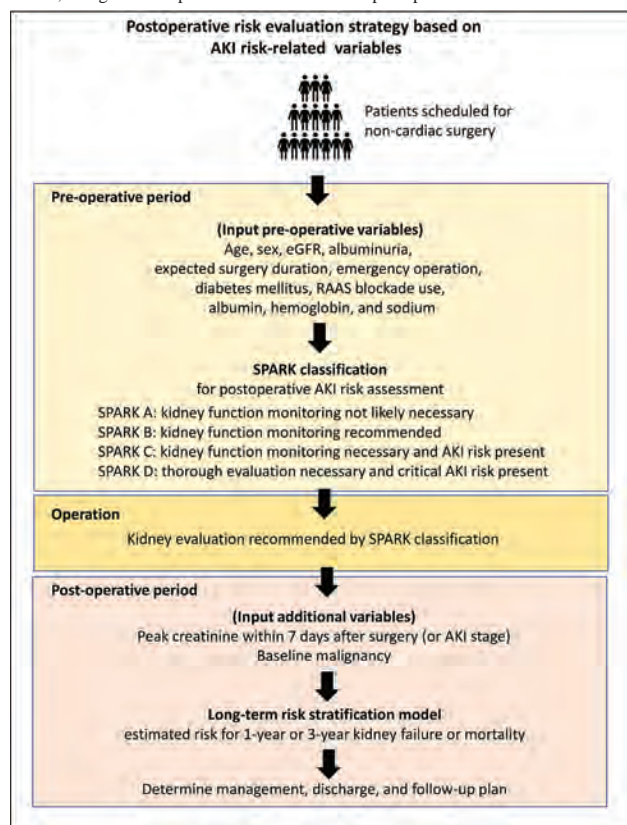 Postoperative risk evaluation strategy based on
AKI risk-related variables
Patients scheduled for
non-cardiac surgery
Pre-operative period
(Input pre-operative variables)
Age, sex, eGFR, albuminuria,
expected surgery duration, emergency operation,
diabetes mellitus, RAAS blockade use,
albumin, hemoglobin, and sodium
SPARK classification
for postoperative AKI risk assessment
SPARK A: kidney function monitoring not likely necessary
SPARK B: kidney function monitoring recommended
SPARK C: kidney function monitoring necessary and AKI risk present
SPARK D: thorough evaluation necessary and critical AKI risk present
Operation
Kidney evaluation recommended by SPARK classification
Post-operative period
(Input additional variables)
Peak creatinine within 7 days after surgery (or AKI stage)
Baseline malignancy
Long-term risk stratification model
estimated risk for 1-year or 3-year kidney failure or mortality
Determine management, discharge, and follow-up plan